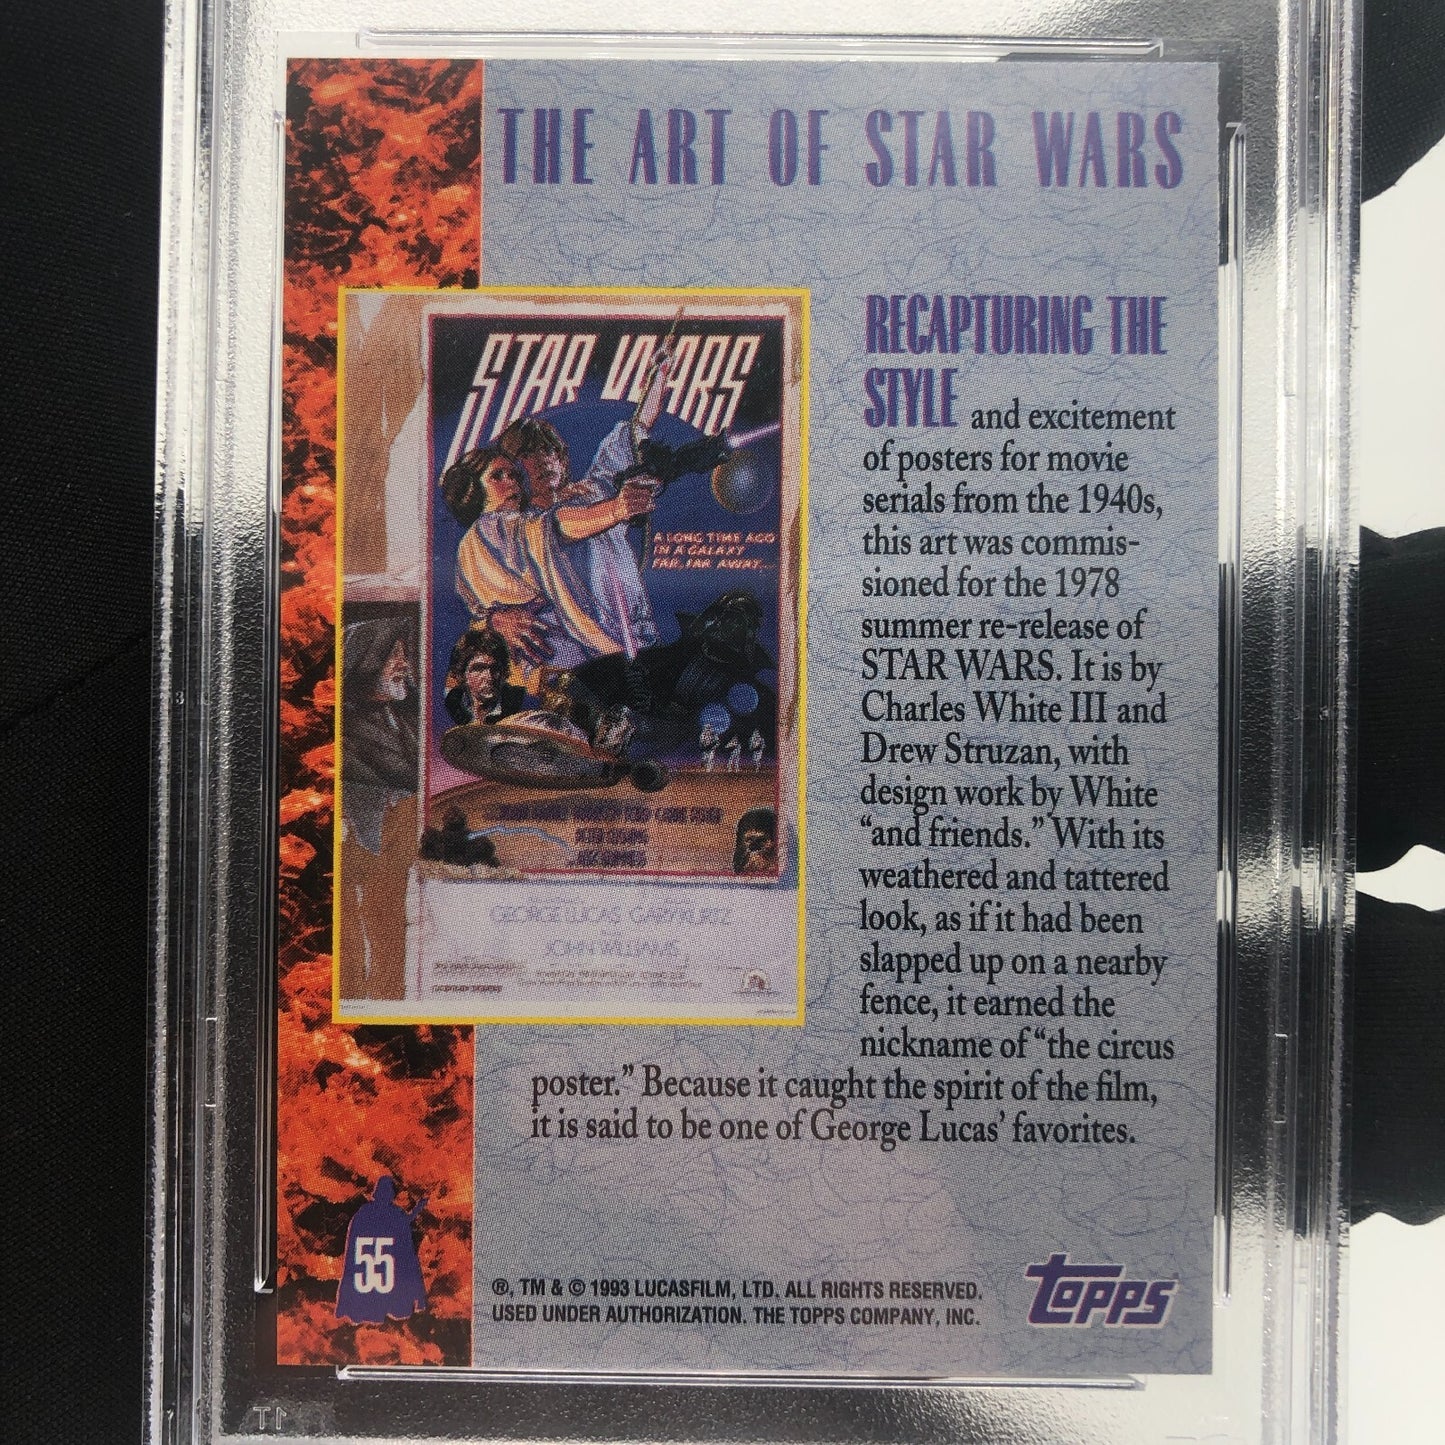 THE ART OF STAR WARS
STAR WARS
A LONG TIME AGO
IN A GALAXY
FAR, FAR AWAY...
GEORGE LUCAS GARY KURTZ
JOHN WILLIAMS
RECAPTURING THE
STYLE and excitement
of posters for movie
serials from the 1940s,
this art was commis-
sioned for the 1978
summer re-release of
STAR WARS. It is by
Charles White III and
Drew Struzan, with
design work by White
“and friends.” With its
weathered and tattered
look, as if it had been
slapped up on a nearby
fence, it earned the
nickname of “the circus
poster.” Because it caught the spirit of the film,
it is said to be one of George Lucas’ favorites.
55
®, TM & © 1993 LUCASFILM, LTD. ALL RIGHTS RESERVED.
USED UNDER AUTHORIZATION. THE TOPPS COMPANY, INC.
TOPPS